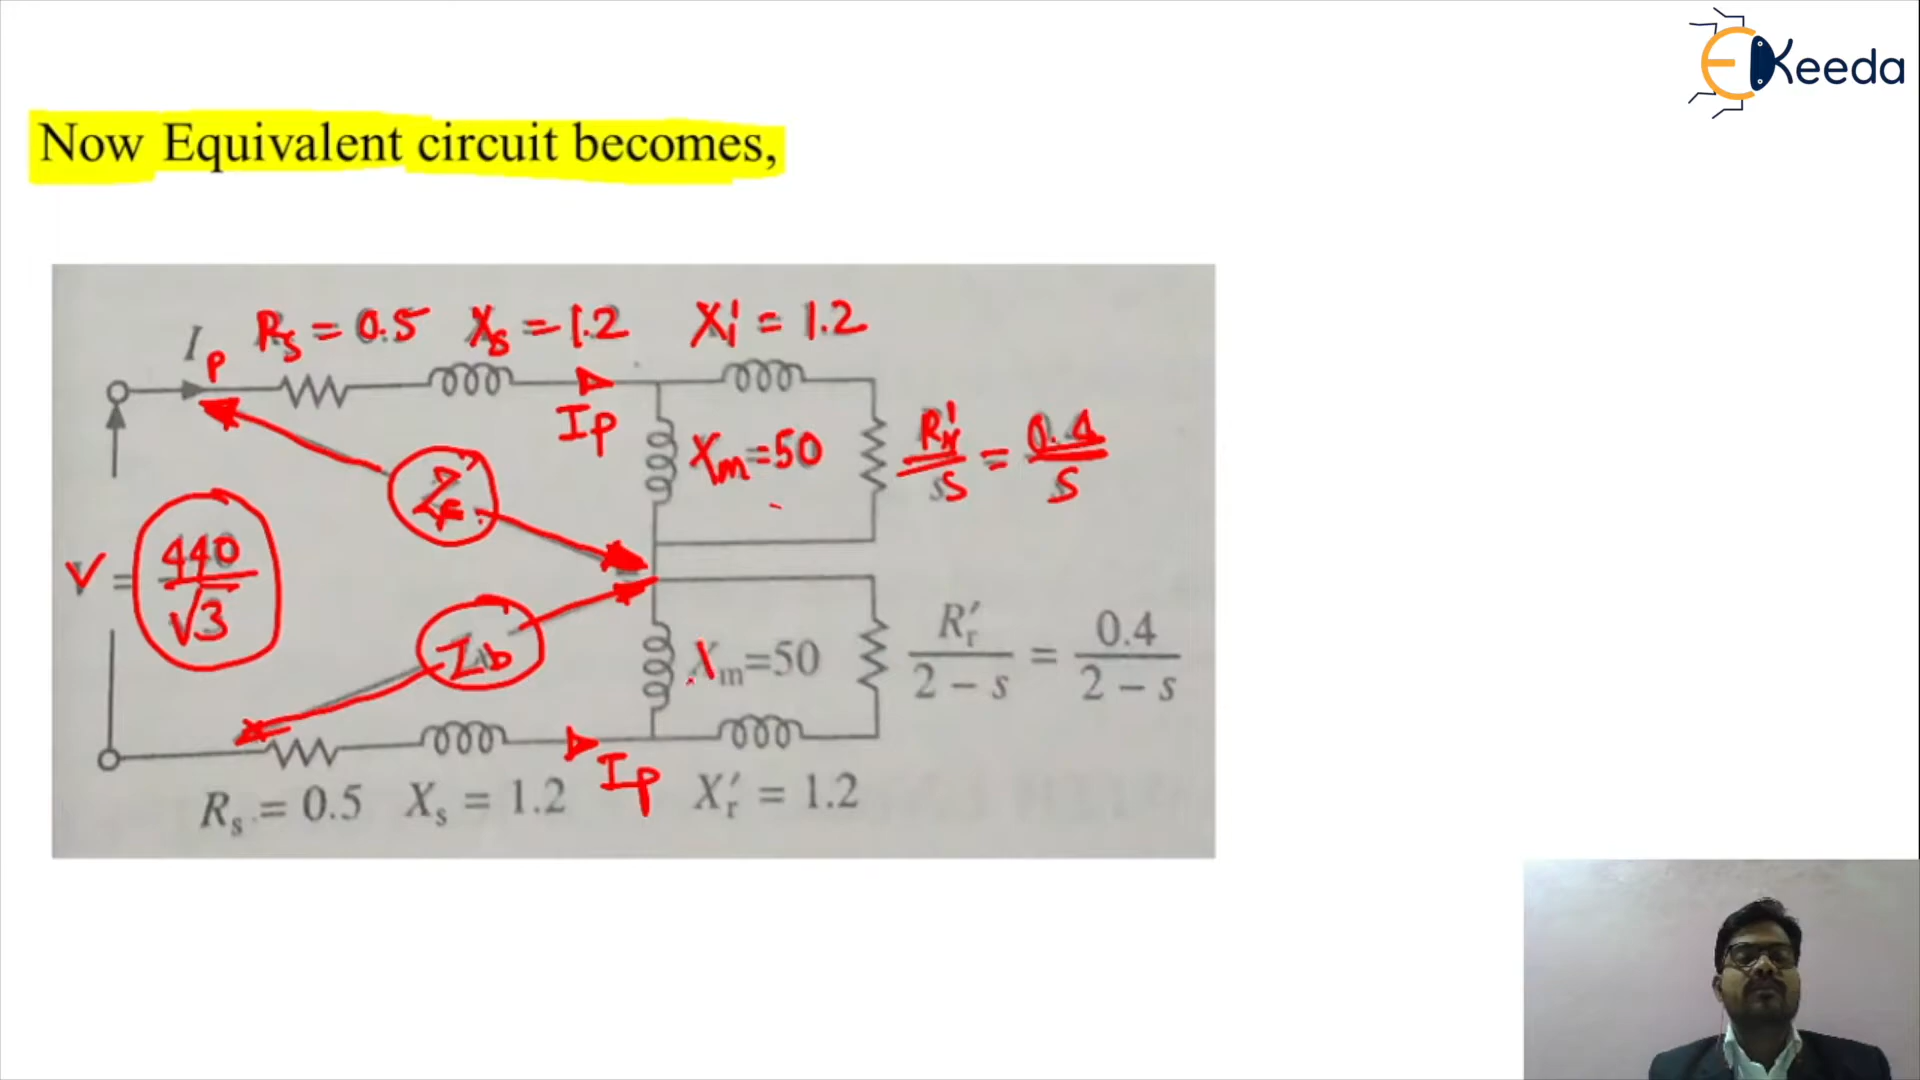 EKeeda
Now Equivalent circuit becomes,
Ip Rs = 0.5 Xs = 1.2 X'r = 1.2
Ip
Xm=50
R'r/s = 0.4/s
Zf
V = 440/√3
Zb
Xm=50
R'r/2 − s = 0.4/2 − s
Ip
Rs = 0.5 Xs = 1.2 X'r = 1.2